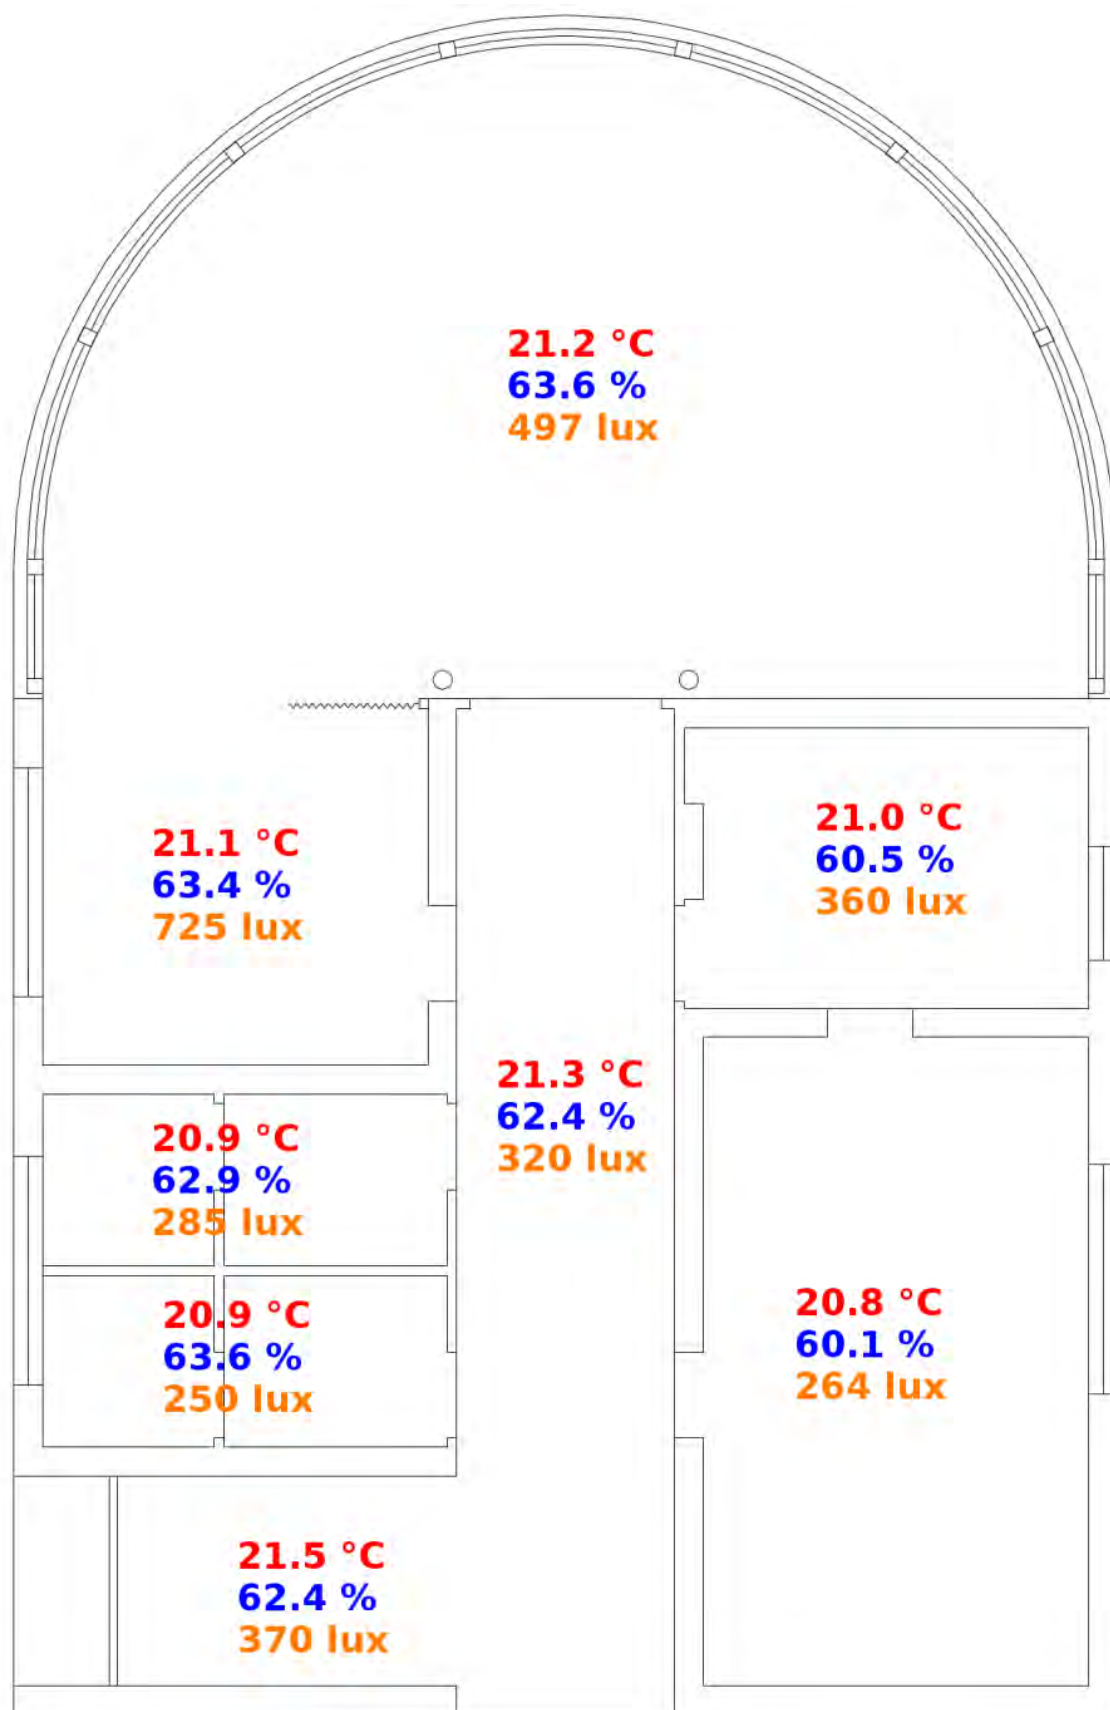 21.2 °C
63.6 %
497 lux
21.1 °C
63.4 %
725 lux
21.0 °C
60.5 %
360 lux
21.3 °C
62.4 %
320 lux
20.9 °C
62.9 %
285 lux
20.9 °C
63.6 %
250 lux
20.8 °C
60.1 %
264 lux
21.5 °C
62.4 %
370 lux